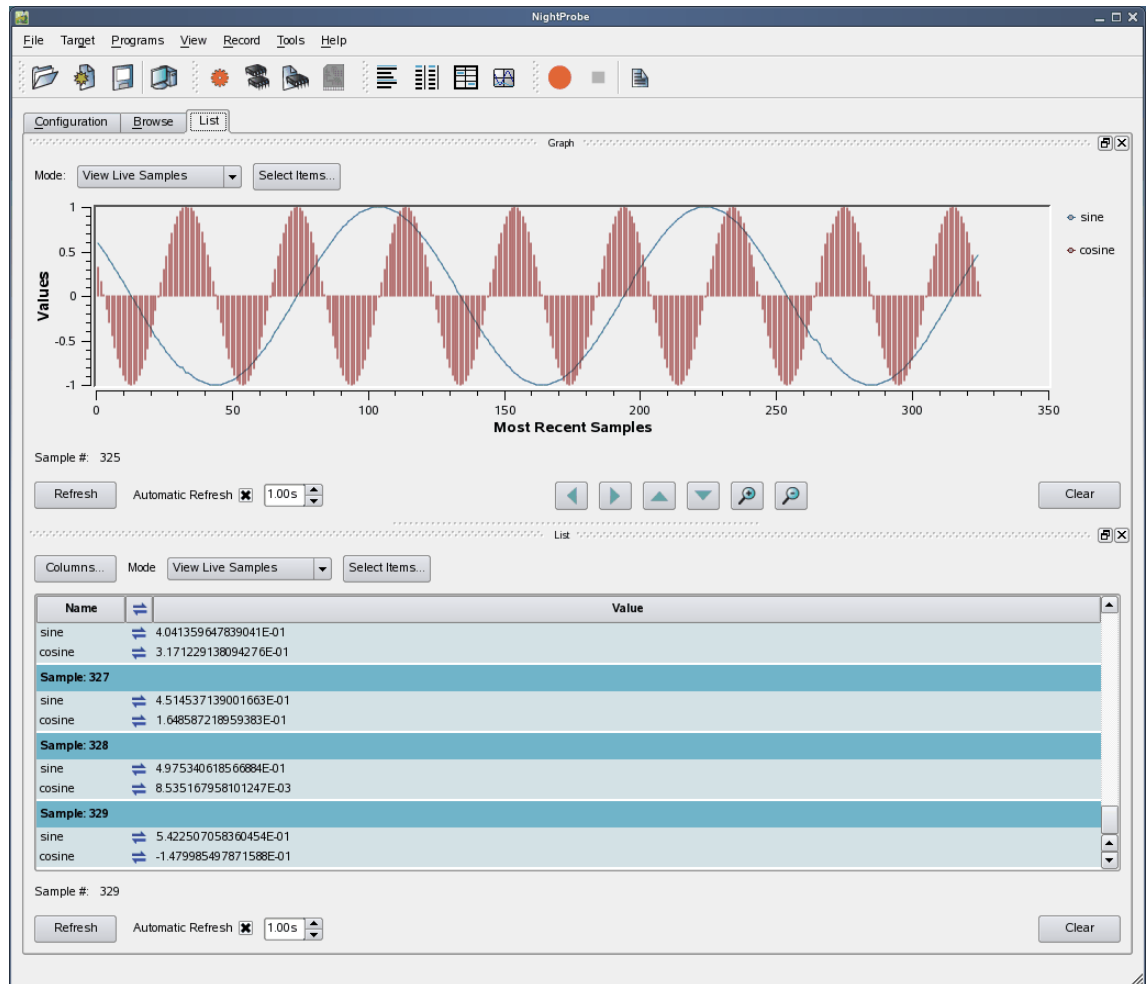 NightProbe
File Target Programs View Record Tools Help
Configuration Browse List
Graph
Mode: View Live Samples Select Items...
1
0.5
0
-0.5
-1
Values
sine
cosine
0 50 100 150 200 250 300 350
Most Recent Samples
Sample #: 325
Refresh Automatic Refresh 1.00s Clear
List
Columns... Mode View Live Samples Select Items...
Name Value
sine 4.041359647839041E-01
cosine 3.171229138094276E-01
Sample: 327
sine 4.514537139001663E-01
cosine 1.648587218959383E-01
Sample: 328
sine 4.975340618566884E-01
cosine 8.535167958101247E-03
Sample: 329
sine 5.422507058360454E-01
cosine -1.479985497871588E-01
Sample #: 329
Refresh Automatic Refresh 1.00s Clear